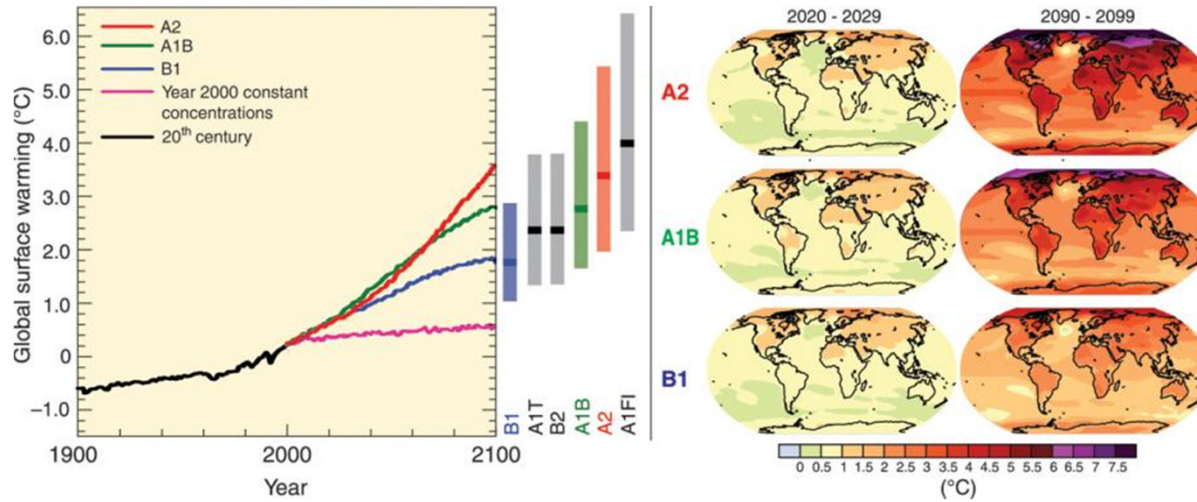 Global surface warming (°C)
6.0
5.0
4.0
3.0
2.0
1.0
0
−1.0
A2
A1B
B1
Year 2000 constant
concentrations
20th century
1900
2000
2100
Year
B1
A1T
B2
A1B
A2
A1FI
2020 - 2029
2090 - 2099
A2
A1B
B1
0 0.5 1 1.5 2 2.5 3 3.5 4 4.5 5 5.5 6 6.5 7 7.5
(°C)